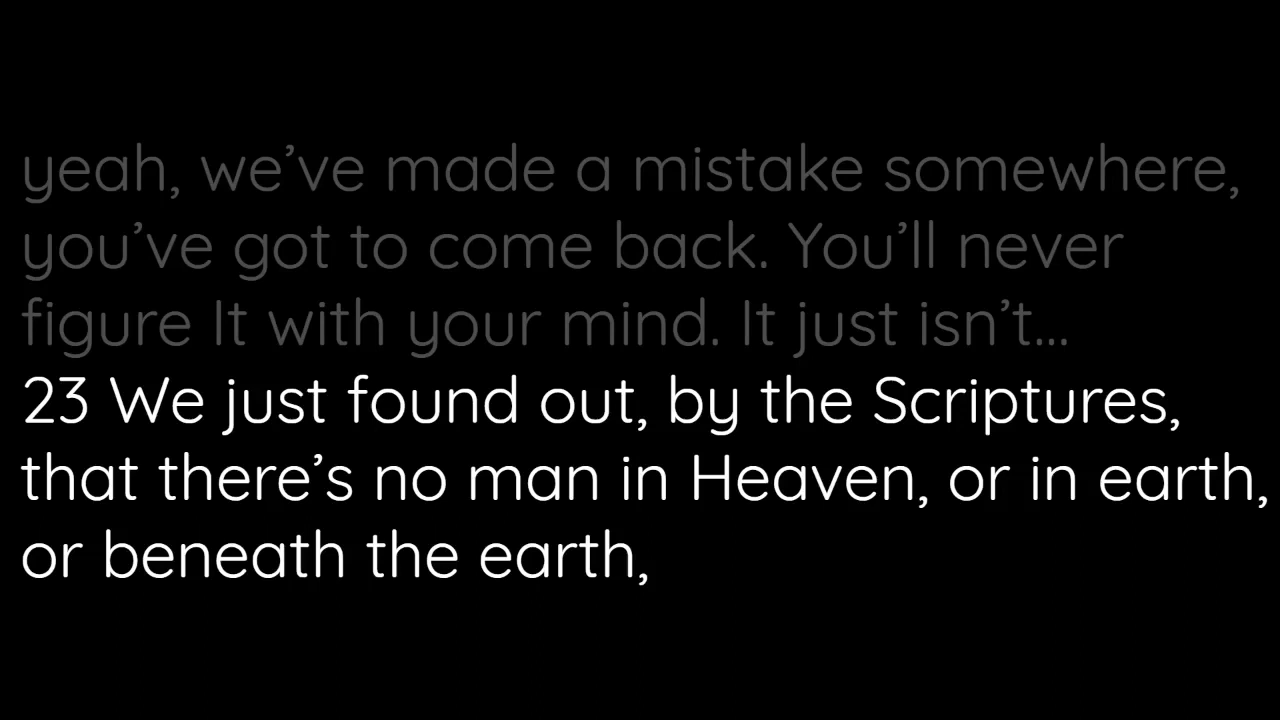 yeah, we’ve made a mistake somewhere,
you’ve got to come back. You’ll never
figure It with your mind. It just isn’t...
23 We just found out, by the Scriptures,
that there’s no man in Heaven, or in earth,
or beneath the earth,